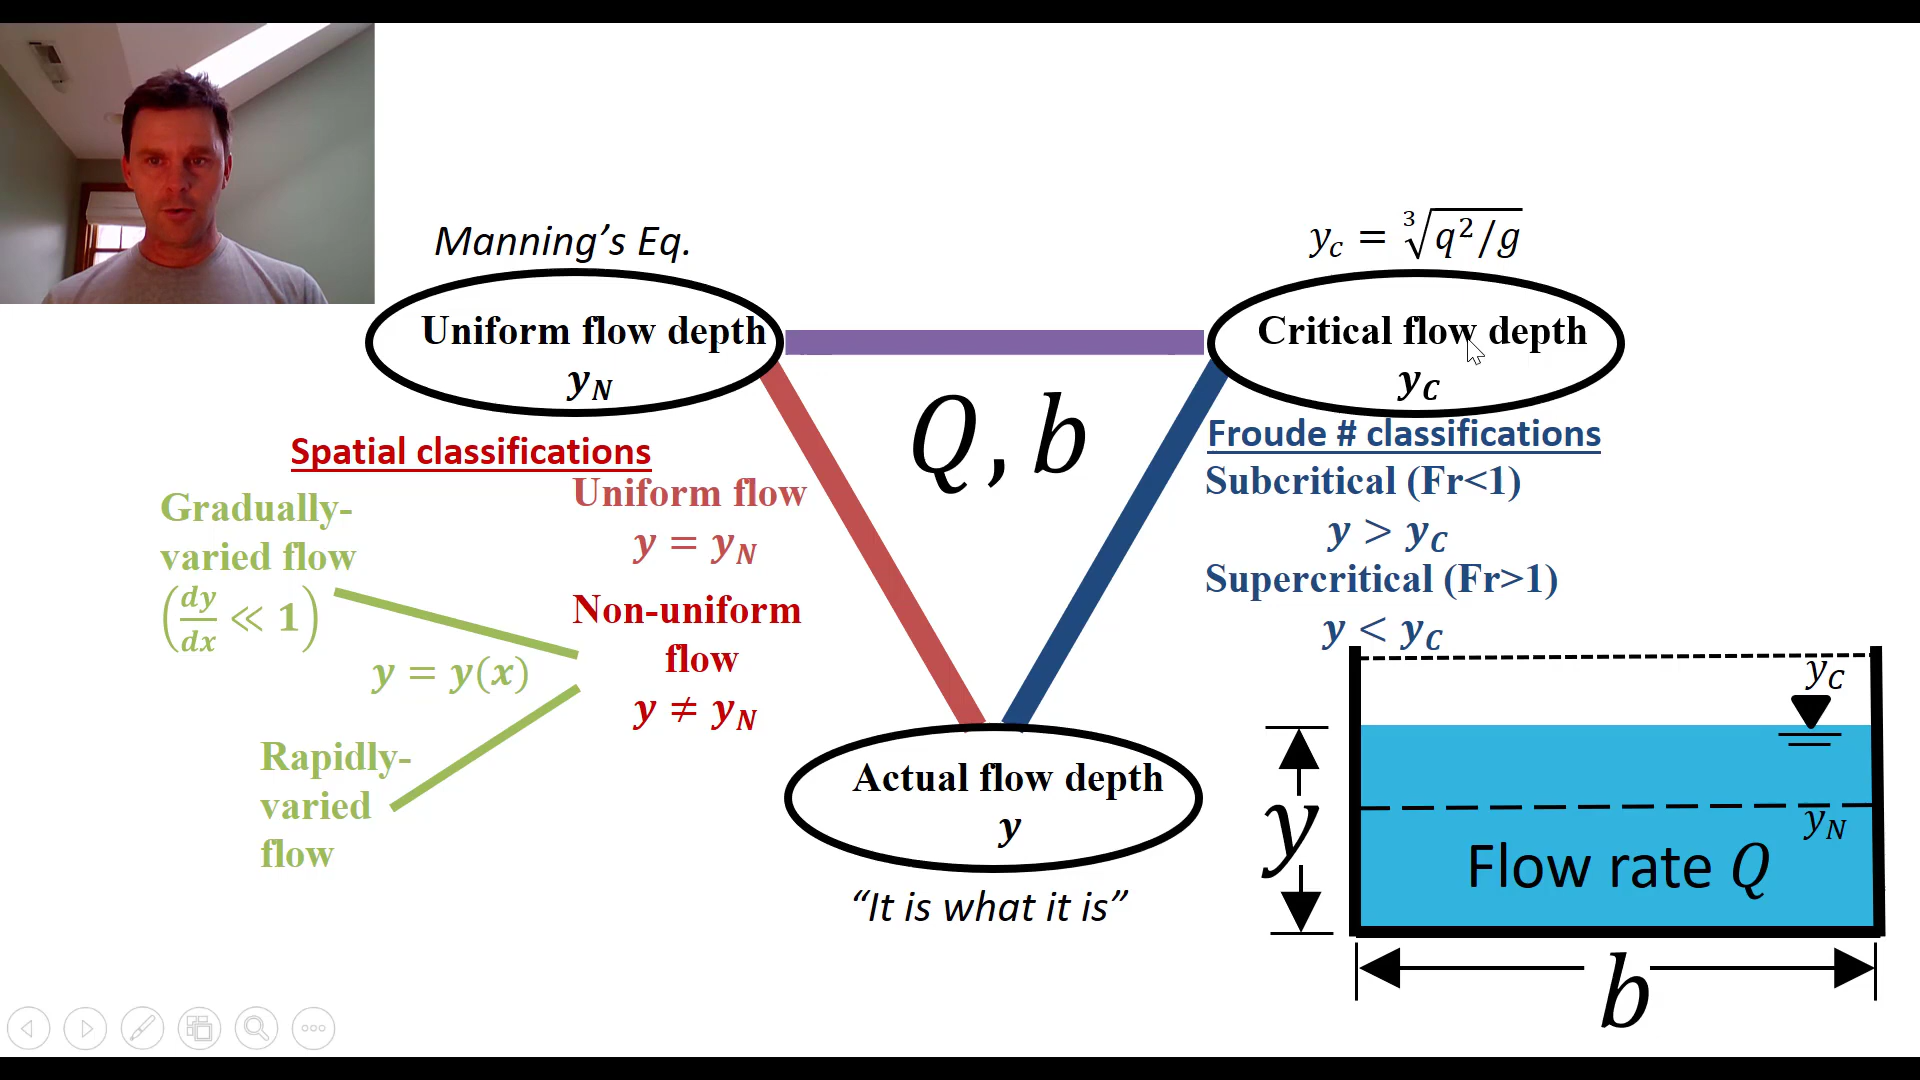 Manning's Eq.
Uniform flow depth
y_N
y_c = ∛(q²/g)
Critical flow depth
y_C
Q, b
Spatial classifications
Uniform flow
y = y_N
Non-uniform
flow
y ≠ y_N
Gradually-
varied flow
(dy/dx ≪ 1)
y = y(x)
Rapidly-
varied
flow
Froude # classifications
Subcritical (Fr<1)
y > y_C
Supercritical (Fr>1)
y < y_C
Actual flow depth
y
“It is what it is”
y_C
y
y_N
Flow rate Q
b